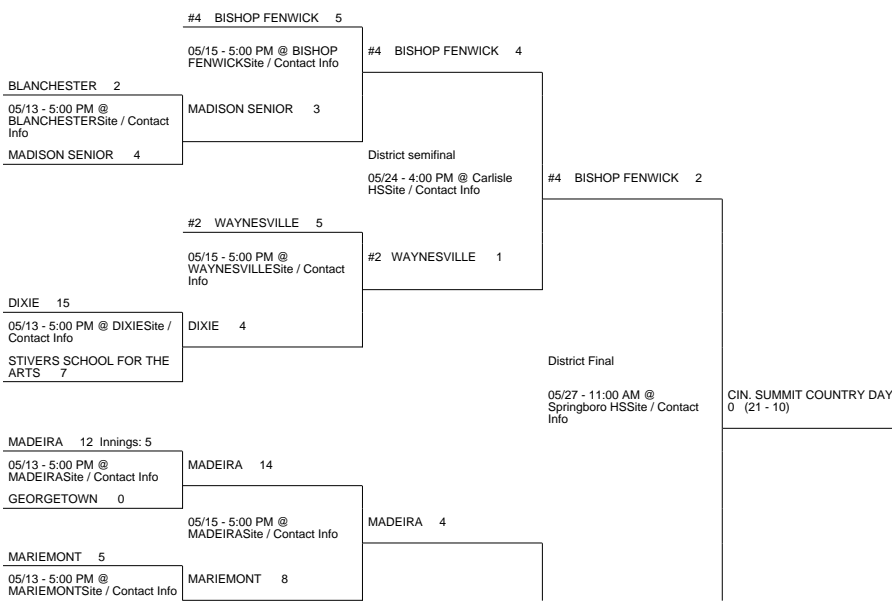 #4 BISHOP FENWICK 5
05/15 - 5:00 PM @ BISHOP
FENWICKSite / Contact Info
#4 BISHOP FENWICK 4
BLANCHESTER 2
05/13 - 5:00 PM @
BLANCHESTERSite / Contact
Info
MADISON SENIOR 3
MADISON SENIOR 4
District semifinal
05/24 - 4:00 PM @ Carlisle
HSSite / Contact Info
#4 BISHOP FENWICK 2
#2 WAYNESVILLE 5
05/15 - 5:00 PM @
WAYNESVILLESite / Contact
Info
#2 WAYNESVILLE 1
DIXIE 15
05/13 - 5:00 PM @ DIXIESite /
Contact Info
DIXIE 4
STIVERS SCHOOL FOR THE
ARTS 7
District Final
05/27 - 11:00 AM @
Springboro HSSite / Contact
Info
CIN. SUMMIT COUNTRY DAY
0 (21 - 10)
MADEIRA 12 Innings: 5
05/13 - 5:00 PM @
MADEIRASite / Contact Info
MADEIRA 14
GEORGETOWN 0
05/15 - 5:00 PM @
MADEIRASite / Contact Info
MADEIRA 4
MARIEMONT 5
05/13 - 5:00 PM @
MARIEMONTSite / Contact Info
MARIEMONT 8